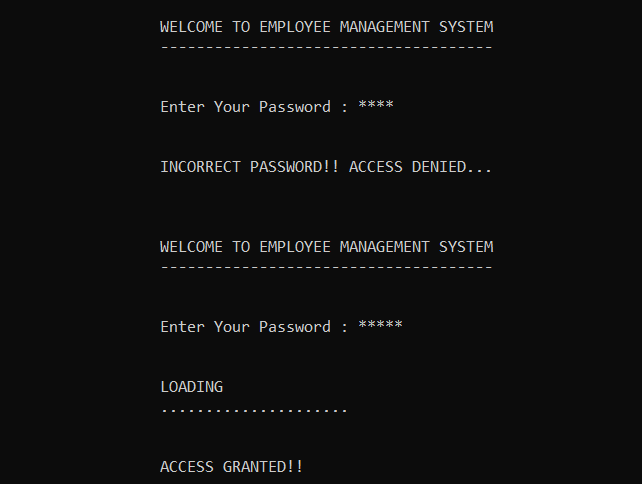 WELCOME TO EMPLOYEE MANAGEMENT SYSTEM
-------------------------------------
Enter Your Password : ****
INCORRECT PASSWORD!! ACCESS DENIED...
WELCOME TO EMPLOYEE MANAGEMENT SYSTEM
-------------------------------------
Enter Your Password : *****
LOADING
.....................
ACCESS GRANTED!!